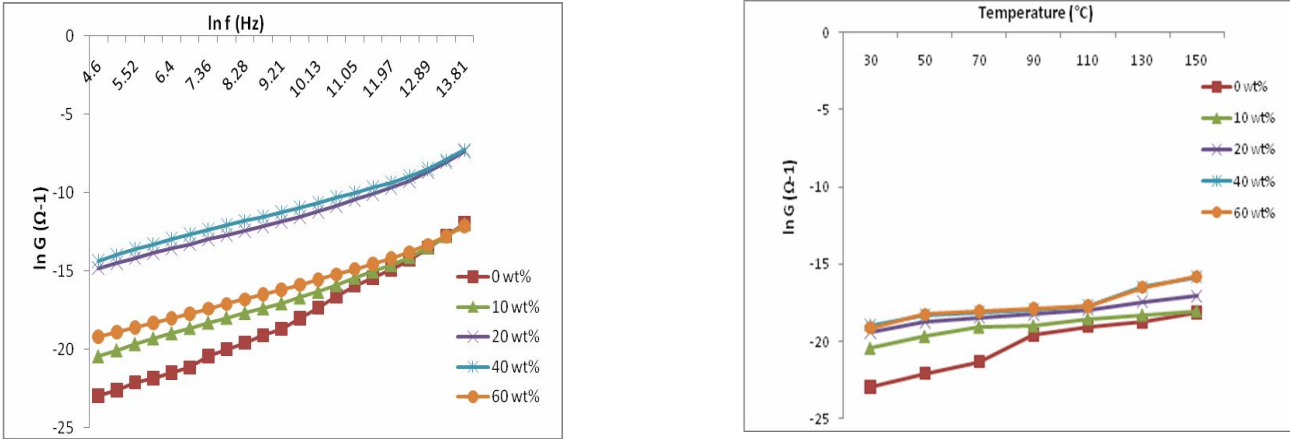 ln f (Hz)
0
-5
-10
-15
-20
-25
4.6
5.52
6.4
7.36
8.28
9.21
10.13
11.05
11.97
12.89
13.81
ln G (Ω-1)
0 wt%
10 wt%
20 wt%
40 wt%
60 wt%
Temperature (°C)
0
-5
-10
-15
-20
-25
30 50 70 90 110 130 150
ln G (Ω-1)
0 wt%
10 wt%
20 wt%
40 wt%
60 wt%